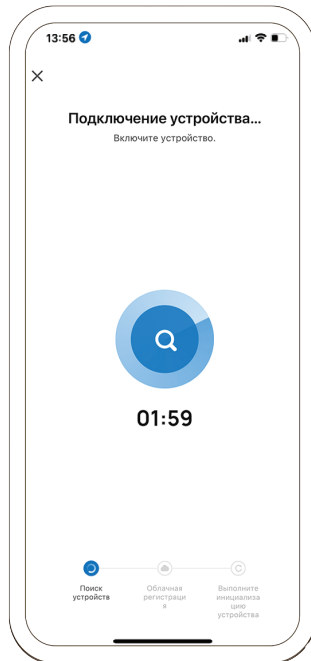 13:56
Подключение устройства...
Включите устройство.
01:59
Поиск
устройств
Облачная
регистраци
я
C
Выполните
инициализа
цию
устройства